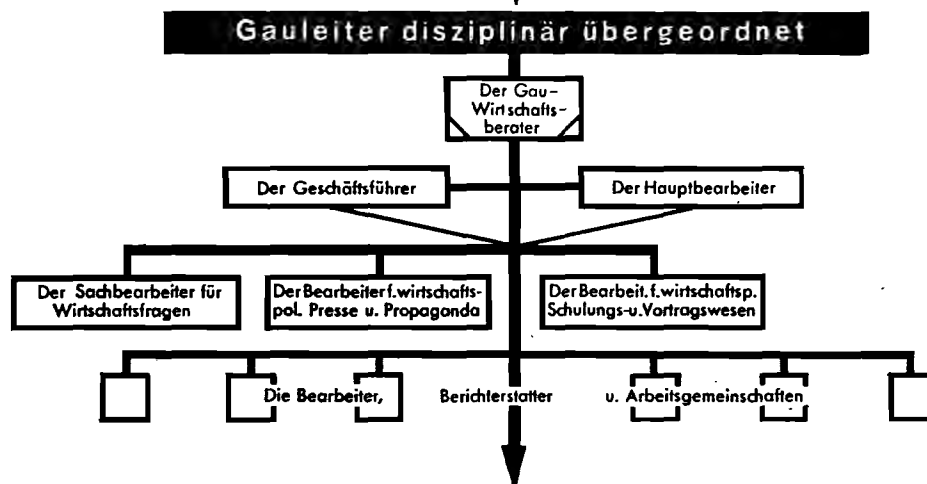 Gauleiter disziplinär übergeordnet
Der Gau-
Wirtschafts-
berater
Der Geschäftsführer
Der Hauptbearbeiter
Der Sachbearbeiter für
Wirtschaftsfragen
Der Bearbeiter f. wirtschafts-
pol. Presse u. Propaganda
Der Bearbeit. f. wirtschaftsp.
Schulungs-u. Vortragswesen
Die Bearbeiter, Berichterstatter u. Arbeitsgemeinschaften